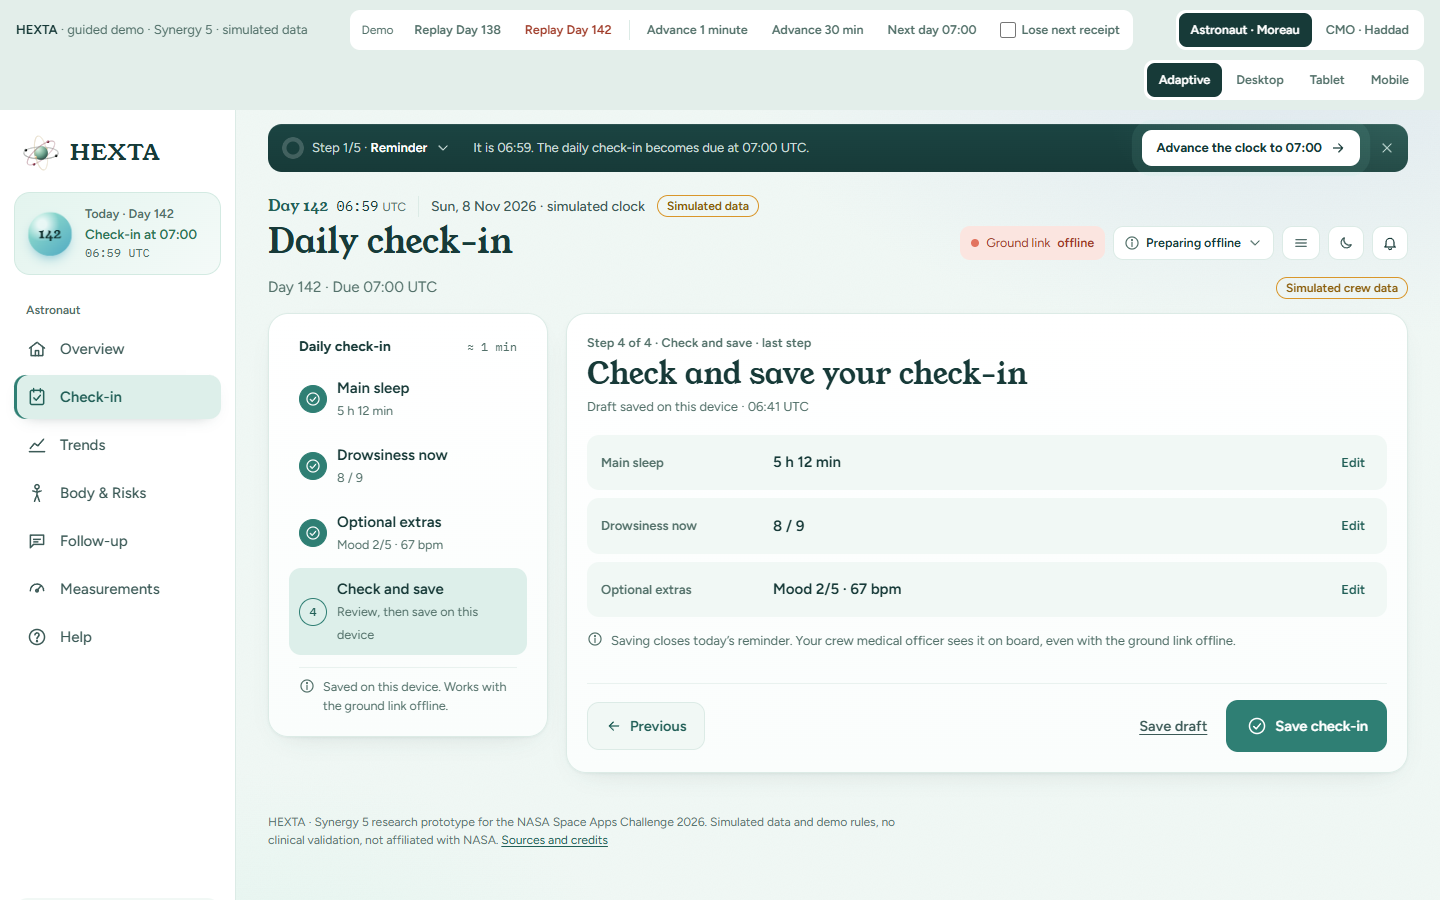 HEXTA · guided demo · Synergy 5 · simulated data
Demo Replay Day 138 Replay Day 142 Advance 1 minute Advance 30 min Next day 07:00 Lose next receipt
Astronaut · Moreau CMO · Haddad
Adaptive Desktop Tablet Mobile
HEXTA
142
Today · Day 142
Check-in at 07:00
06:59 UTC
Astronaut
Overview
Check-in
Trends
Body & Risks
Follow-up
Measurements
Help
Step 1/5 · Reminder It is 06:59. The daily check-in becomes due at 07:00 UTC. Advance the clock to 07:00
Day 142 06:59 UTC Sun, 8 Nov 2026 · simulated clock Simulated data
Daily check-in
Ground link offline Preparing offline
Day 142 · Due 07:00 UTC Simulated crew data
Daily check-in ≈ 1 min
Main sleep
5 h 12 min
Drowsiness now
8 / 9
Optional extras
Mood 2/5 · 67 bpm
4
Check and save
Review, then save on this
device
Saved on this device. Works with
the ground link offline.
Step 4 of 4 · Check and save · last step
Check and save your check-in
Draft saved on this device · 06:41 UTC
Main sleep 5 h 12 min Edit
Drowsiness now 8 / 9 Edit
Optional extras Mood 2/5 · 67 bpm Edit
Saving closes today's reminder. Your crew medical officer sees it on board, even with the ground link offline.
Previous Save draft Save check-in
HEXTA · Synergy 5 research prototype for the NASA Space Apps Challenge 2026. Simulated data and demo rules, no
clinical validation, not affiliated with NASA. Sources and credits